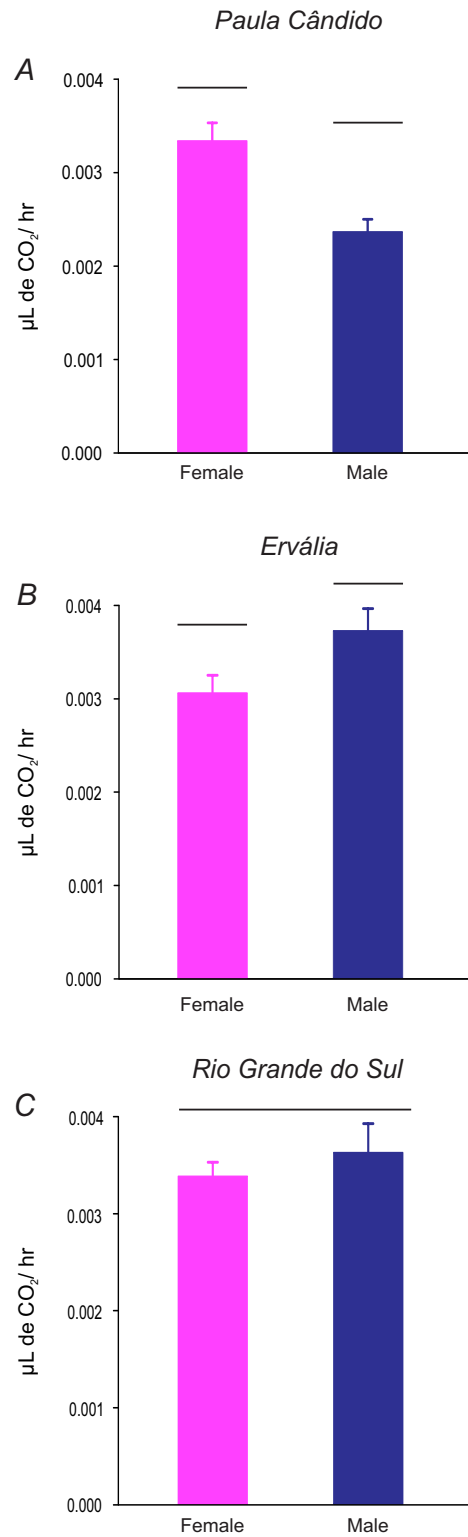 Paula Cândido
A
0.004
0.003
0.002
0.001
0.000
µL de CO₂/ hr
Female Male
Ervália
B
0.004
0.003
0.002
0.001
0.000
µL de CO₂/ hr
Female Male
Rio Grande do Sul
C
0.004
0.003
0.002
0.001
0.000
µL de CO₂/ hr
Female Male